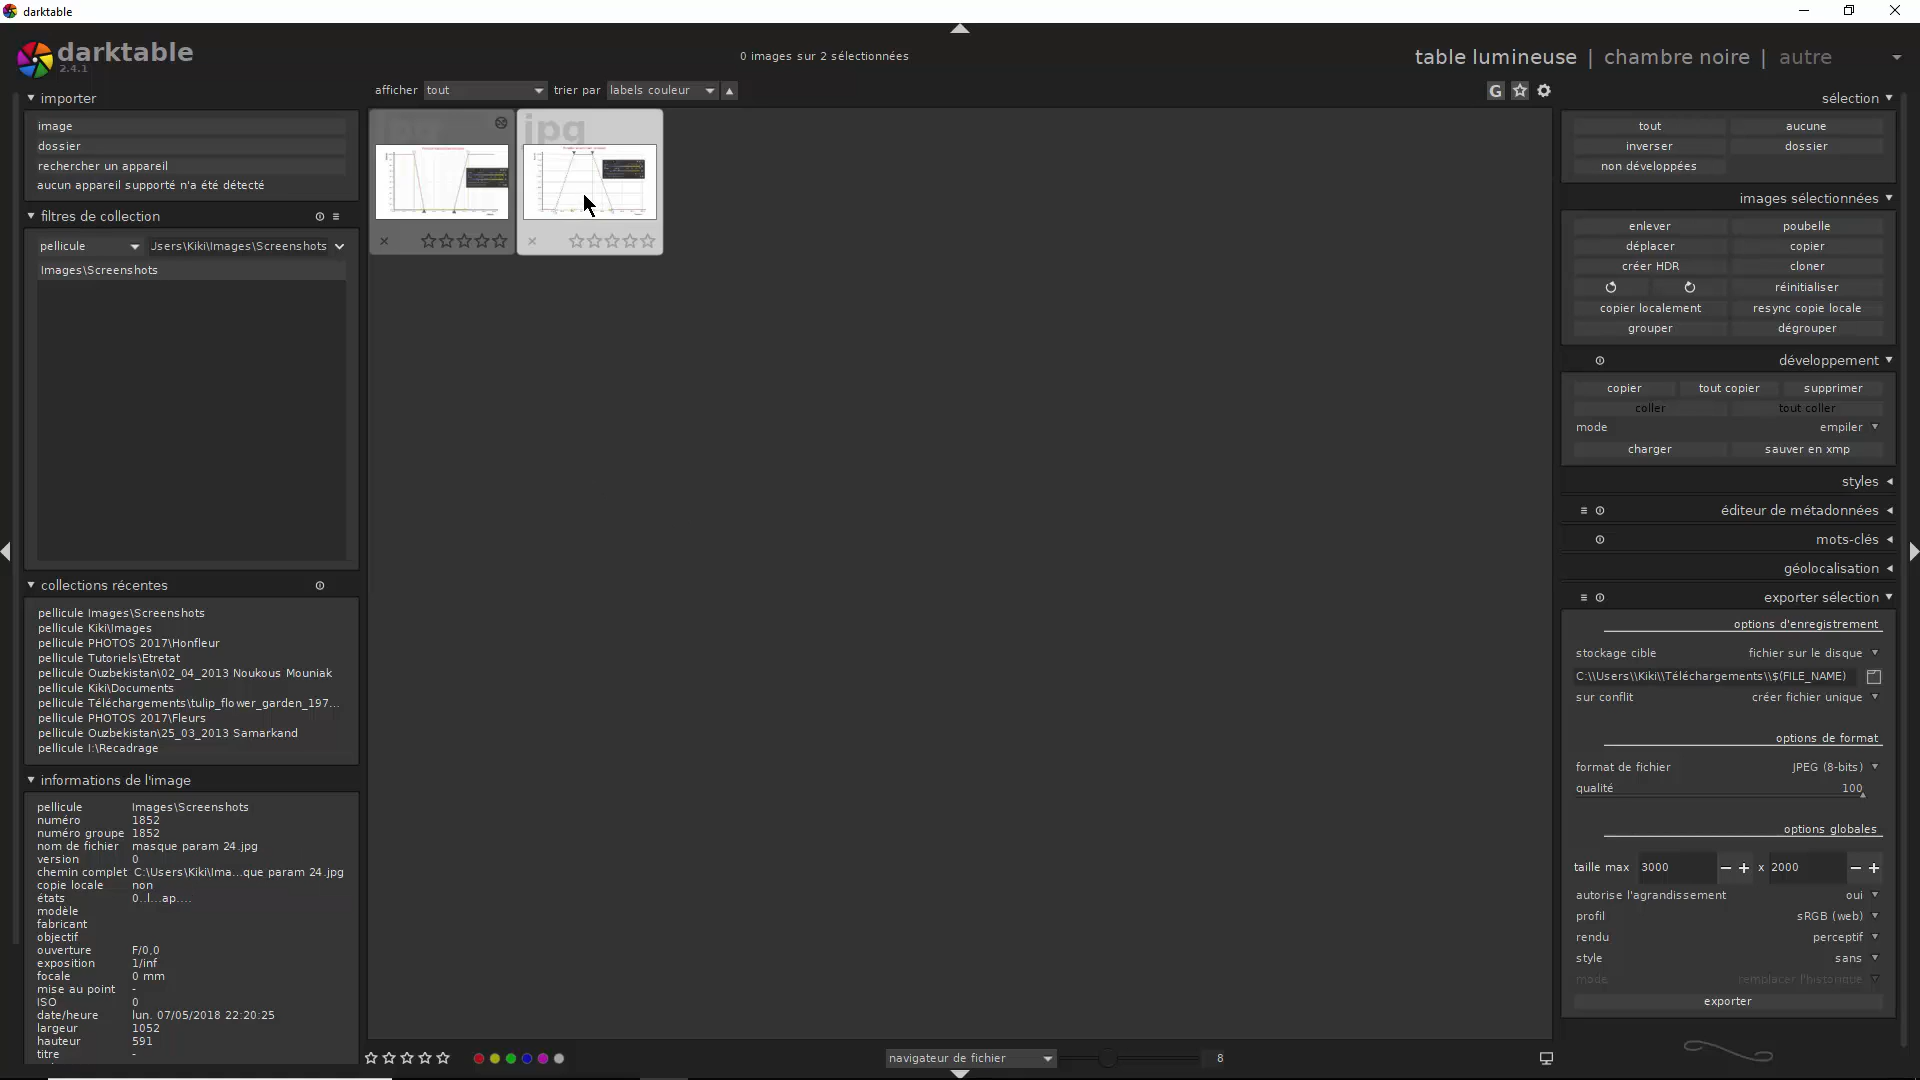 darktable
darktable
2.4.1
0 images sur 2 sélectionnées
table lumineuse | chambre noire | autre
importer
image
dossier
rechercher un appareil
aucun appareil supporté n'a été détecté
filtres de collection
pellicule
Jsers\Kiki\Images\Screenshots
Images\Screenshots
collections récentes
pellicule Images\Screenshots
pellicule Kiki\Images
pellicule PHOTOS 2017\Honfleur
pellicule Tutoriels\Etretat
pellicule Ouzbekistan\02_04_2013 Noukous Mouniak
pellicule Kiki\Documents
pellicule Téléchargements\tulip_flower_garden_197...
pellicule PHOTOS 2017\Fleurs
pellicule Ouzbekistan\25_03_2013 Samarkand
pellicule I:\Recadrage
informations de l'image
pellicule Images\Screenshots
numéro 1852
numéro groupe 1852
nom de fichier masque param 24.jpg
version 0
chemin complet C:\Users\Kiki\Ima...que param 24.jpg
copie locale non
états 0..l...ap....
modèle
fabricant
objectif
ouverture F/0,0
exposition 1/inf
focale 0 mm
mise au point -
ISO 0
date/heure lun. 07/05/2018 22:20:25
largeur 1052
hauteur 591
titre -
afficher tout trier par labels couleur
G
jpg
jpg
navigateur de fichier
8
sélection
tout aucune
inverser dossier
non développées
images sélectionnées
enlever poubelle
déplacer copier
créer HDR cloner
réinitialiser
copier localement resync copie locale
grouper dégrouper
développement
copier tout copier supprimer
coller tout coller
mode empiler
charger sauver en xmp
styles
éditeur de métadonnées
mots-clés
géolocalisation
exporter sélection
options d'enregistrement
stockage cible fichier sur le disque
C:\\Users\\Kiki\\Téléchargements\\$(FILE_NAME)
sur conflit créer fichier unique
options de format
format de fichier JPEG (8-bits)
qualité 100
options globales
taille max 3000 x 2000
autorise l'agrandissement oui
profil sRGB (web)
rendu perceptif
style sans
mode remplacer l'historique
exporter